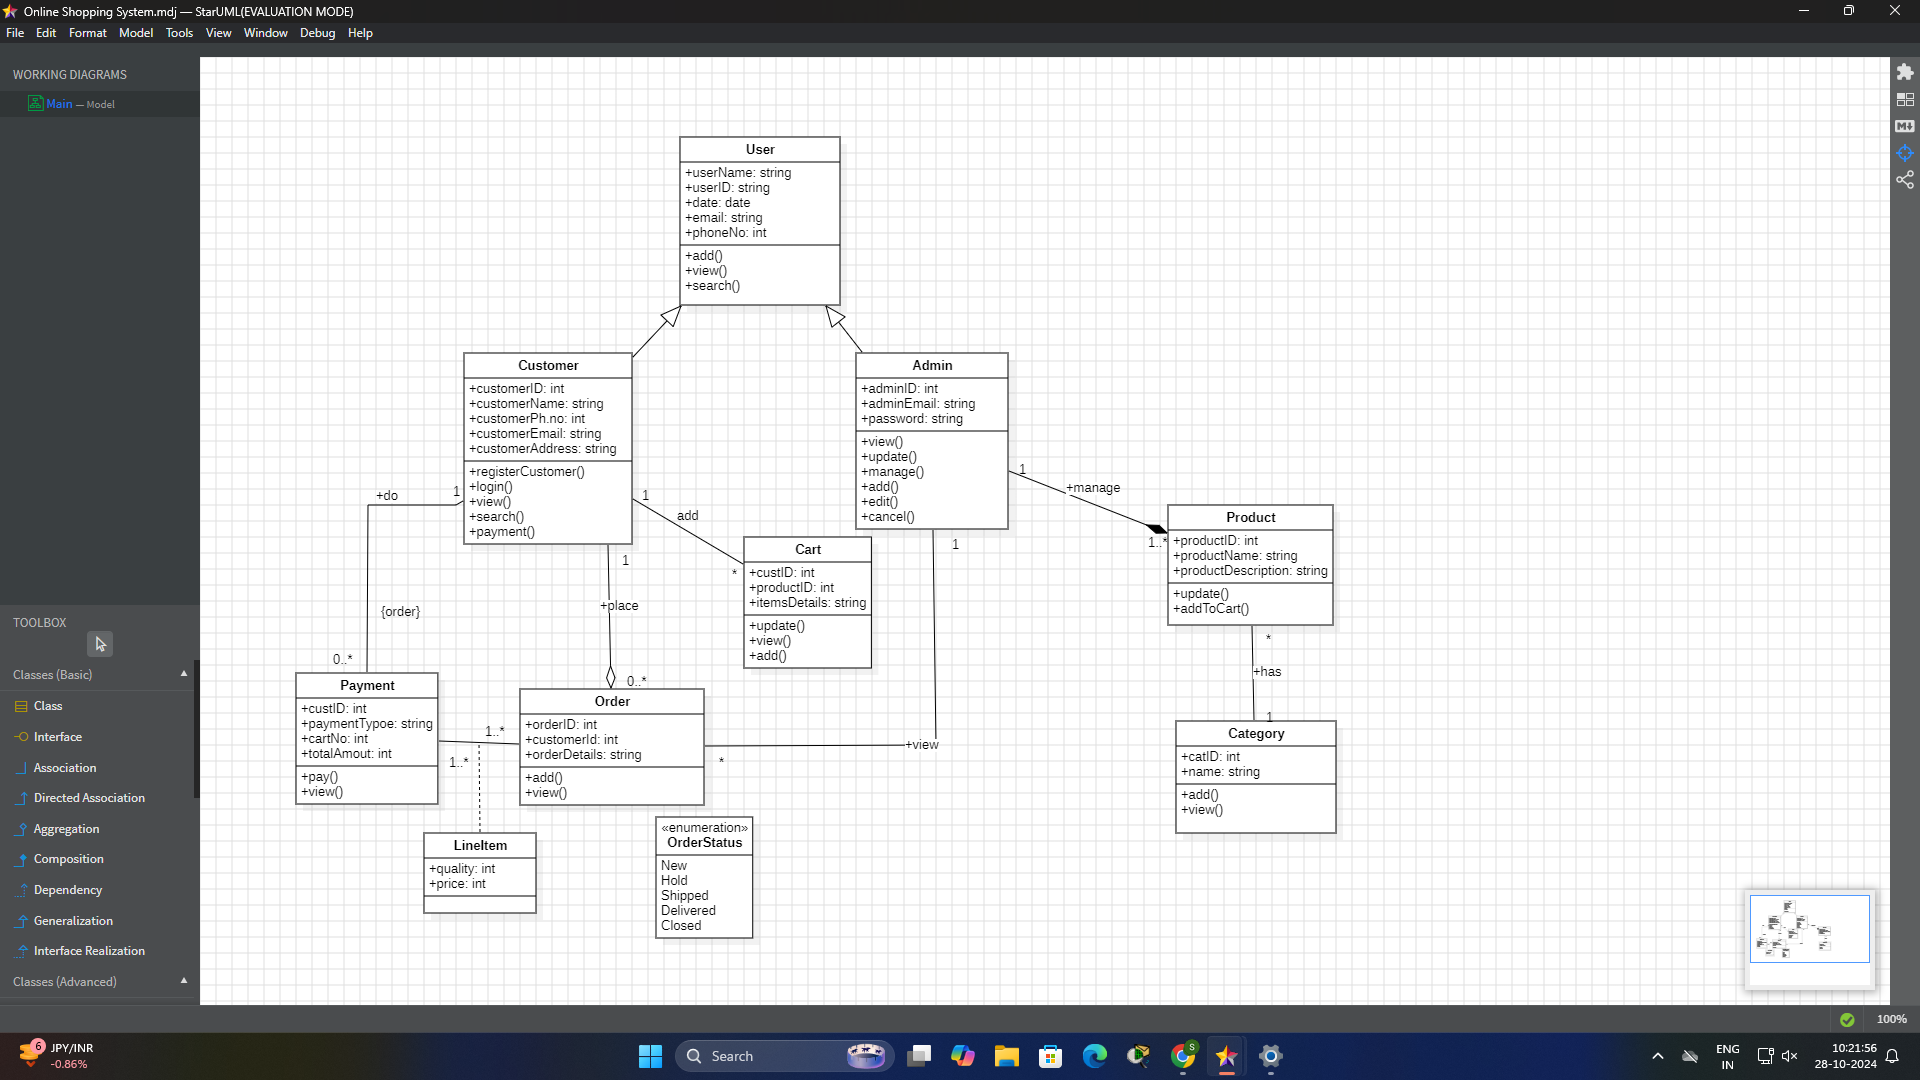 Online Shopping System.mdj — StarUML(EVALUATION MODE)
File Edit Format Model Tools View Window Debug Help
WORKING DIAGRAMS
Main — Model
User
+userName: string
+userID: string
+date: date
+email: string
+phoneNo: int
+add()
+view()
+search()
Customer
+customerID: int
+customerName: string
+customerPh.no: int
+customerEmail: string
+customerAddress: string
+registerCustomer()
+login()
+view()
+search()
+payment()
Admin
+adminID: int
+adminEmail: string
+password: string
+view()
+update()
+manage()
+add()
+edit()
+cancel()
+do
1
{order}
0..*
1
add
*
1
+place
0..*
1
+manage
1..*
1
+view
*
Cart
+custID: int
+productID: int
+itemsDetails: string
+update()
+view()
+add()
Product
+productID: int
+productName: string
+productDescription: string
+update()
+addToCart()
*
+has
1
Category
+catID: int
+name: string
+add()
+view()
Payment
+custID: int
+paymentTypoe: string
+cartNo: int
+totalAmout: int
+pay()
+view()
1..*
1..*
Order
+orderID: int
+customerId: int
+orderDetails: string
+add()
+view()
LineItem
+quality: int
+price: int
«enumeration»
OrderStatus
New
Hold
Shipped
Delivered
Closed
TOOLBOX
Classes (Basic)
Class
Interface
Association
Directed Association
Aggregation
Composition
Dependency
Generalization
Interface Realization
Classes (Advanced)
100%
6
JPY/INR
-0.86%
Search
S
ENG
IN
10:21:56
28-10-2024